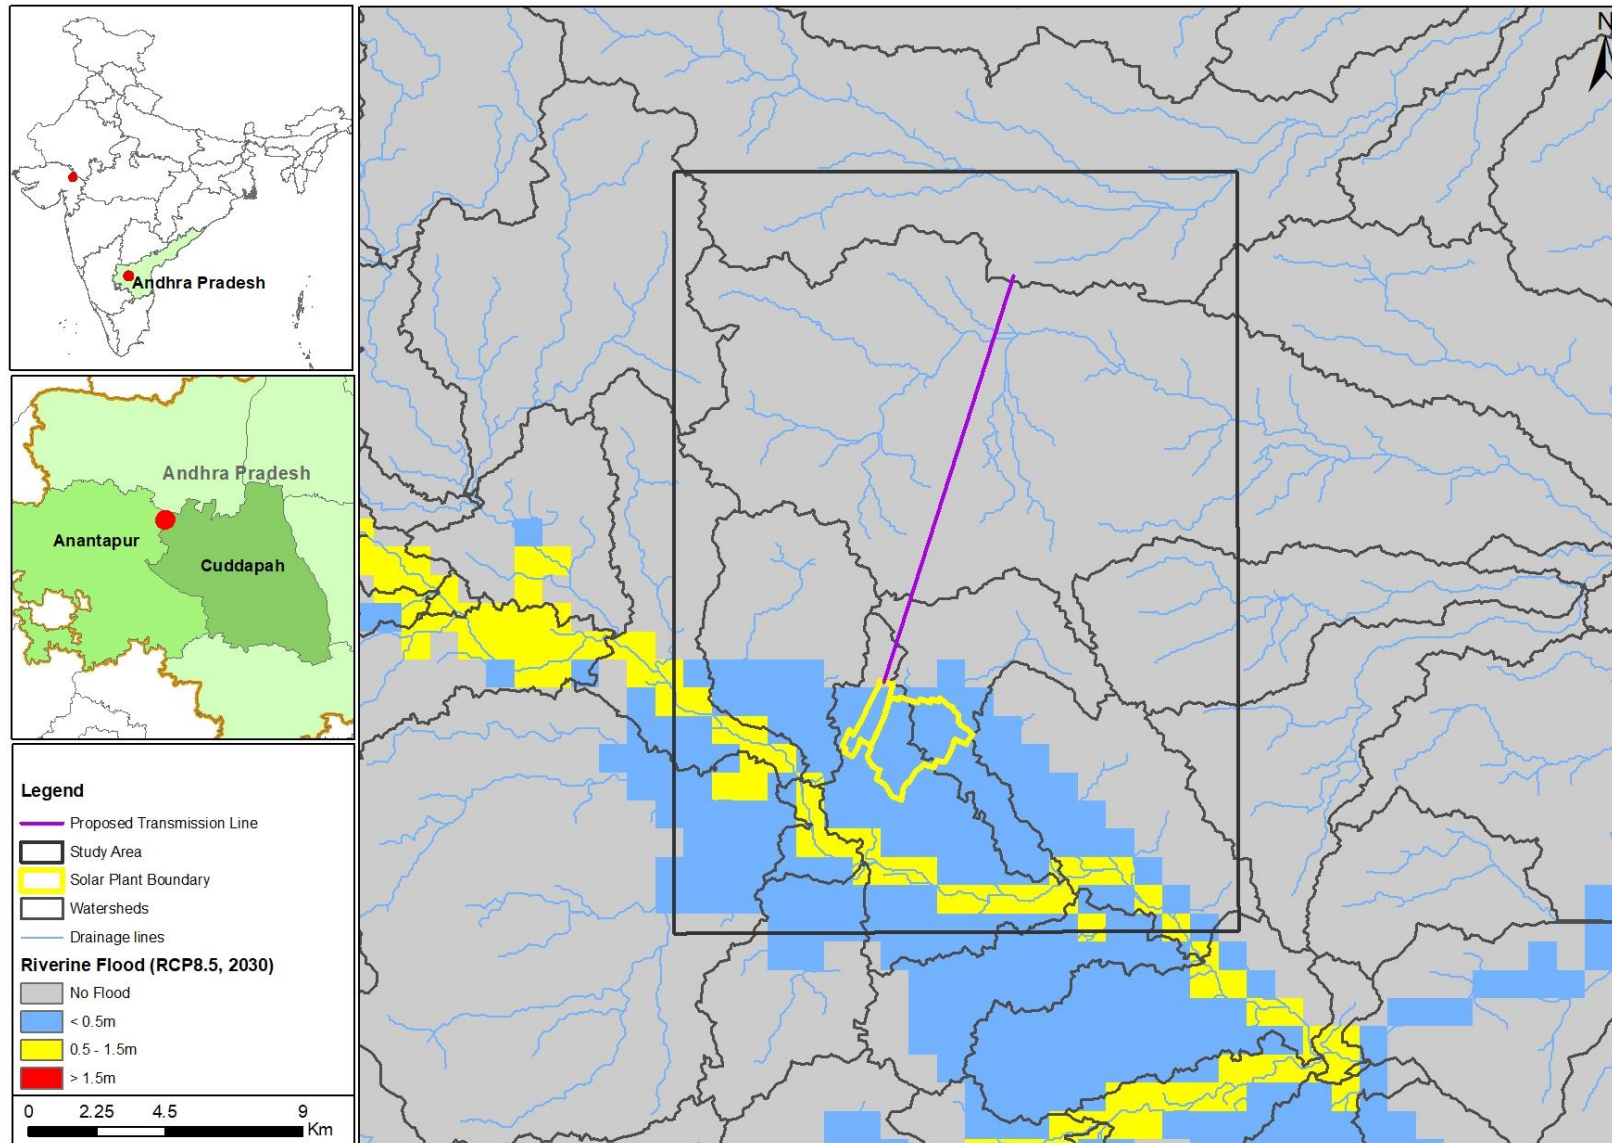 Andhra Pradesh
Andhra Pradesh
Anantapur
Cuddapah
Legend
Proposed Transmission Line
Study Area
Solar Plant Boundary
Watersheds
Drainage lines
Riverine Flood (RCP8.5, 2030)
No Flood
< 0.5m
0.5 - 1.5m
> 1.5m
0 2.25 4.5 9
Km
N